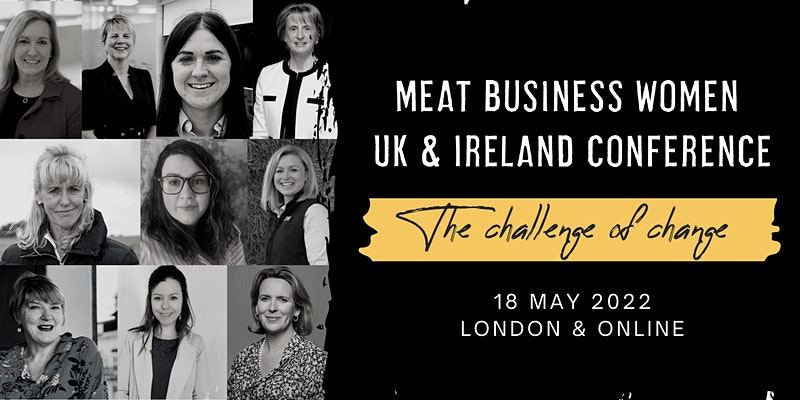 MEAT BUSINESS WOMEN
UK & IRELAND CONFERENCE
The challenge of change
18 MAY 2022
LONDON & ONLINE